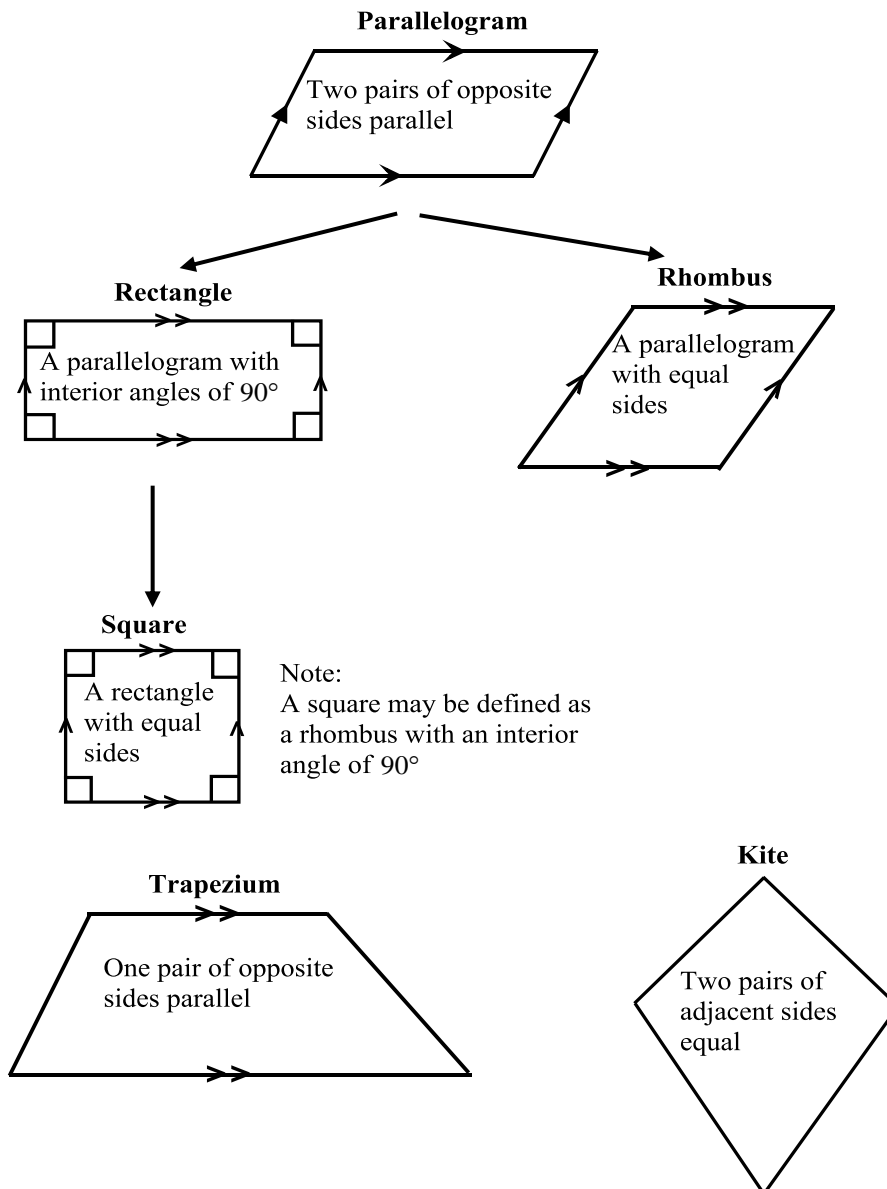 Parallelogram
Two pairs of opposite
sides parallel
Rectangle
A parallelogram with
interior angles of 90°
Rhombus
A parallelogram
with equal
sides
Square
A rectangle
with equal
sides
Note:
A square may be defined as
a rhombus with an interior
angle of 90°
Trapezium
One pair of opposite
sides parallel
Kite
Two pairs of
adjacent sides
equal